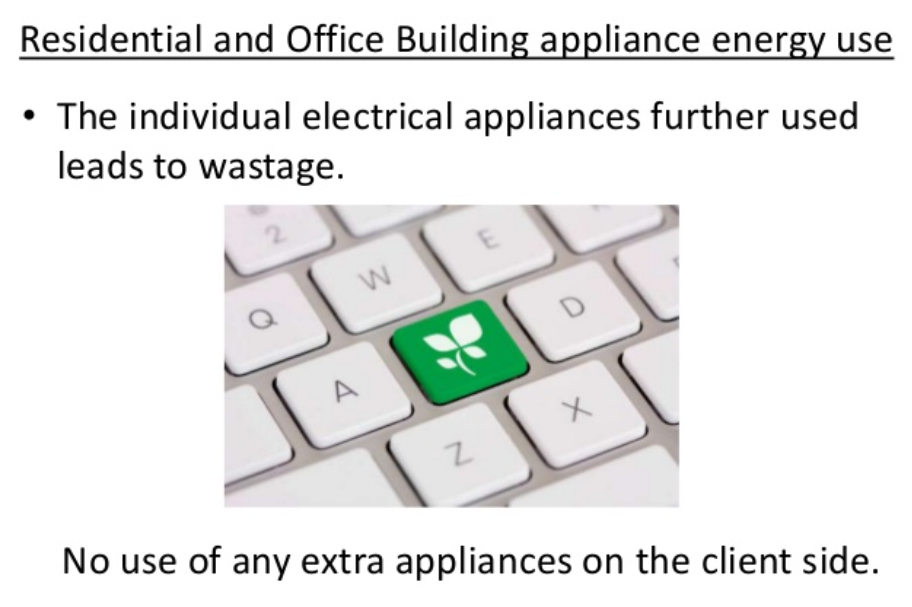 Residential and Office Building appliance energy use
• The individual electrical appliances further used
leads to wastage.
2
W E
Q D
A
Z X
No use of any extra appliances on the client side.